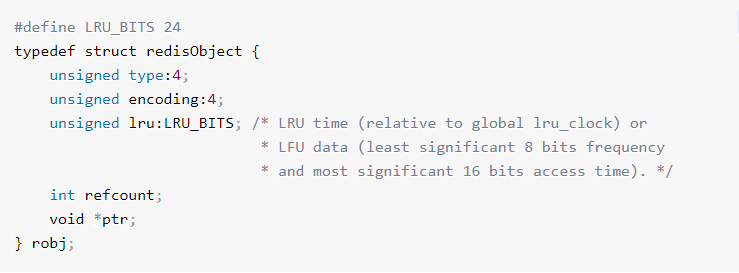 #define LRU_BITS 24
typedef struct redisObject {
    unsigned type:4;
    unsigned encoding:4;
    unsigned lru:LRU_BITS; /* LRU time (relative to global lru_clock) or
                            * LFU data (least significant 8 bits frequency
                            * and most significant 16 bits access time). */
    int refcount;
    void *ptr;
} robj;